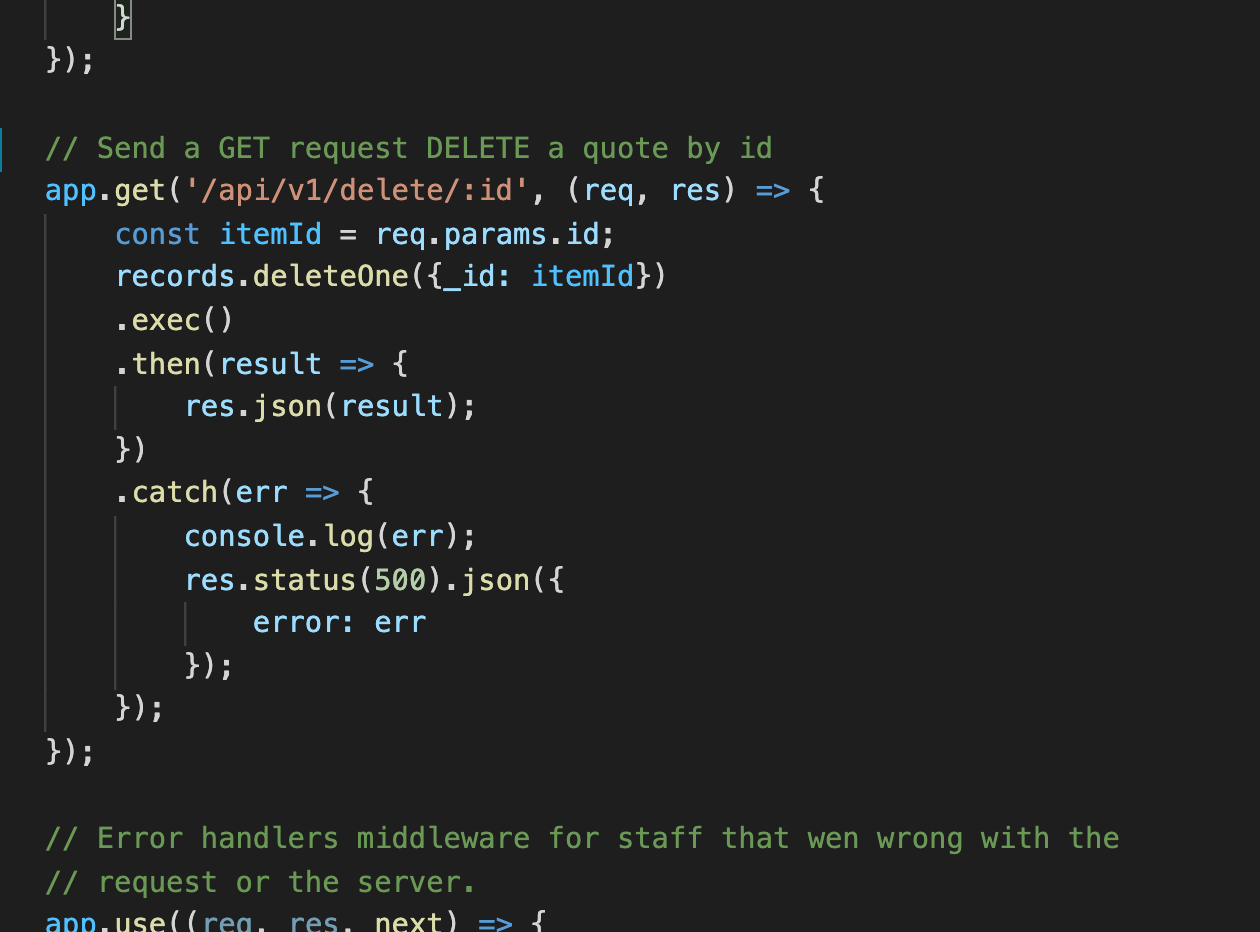 }
});
// Send a GET request DELETE a quote by id
app.get('/api/v1/delete/:id', (req, res) => {
const itemId = req.params.id;
records.deleteOne({_id: itemId})
.exec()
.then(result => {
res.json(result);
})
.catch(err => {
console.log(err);
res.status(500).json({
error: err
});
});
});
// Error handlers middleware for staff that wen wrong with the
// request or the server.
app.use((req, res, next) => {